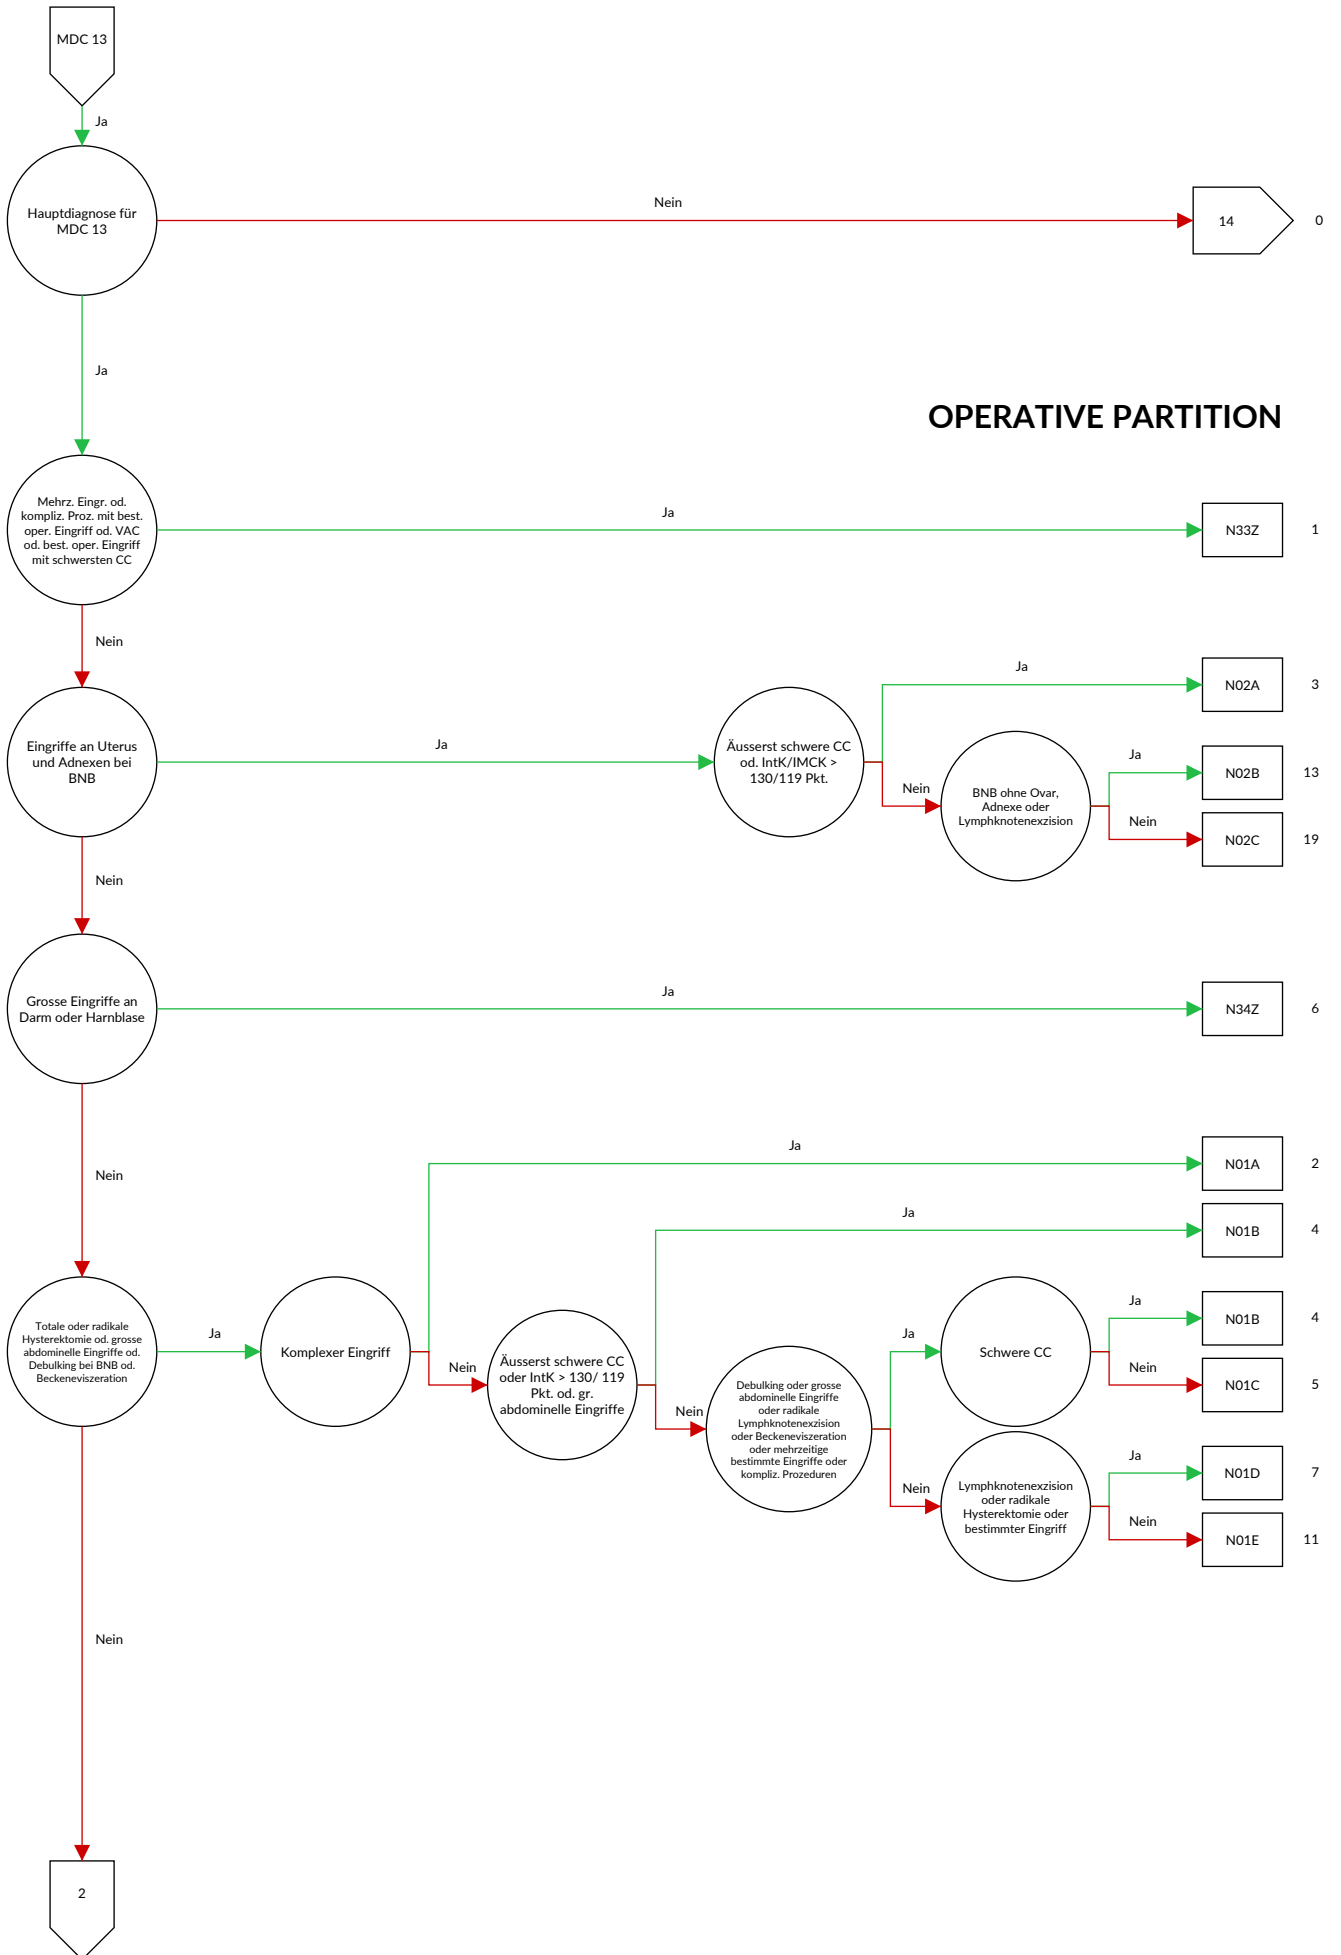 MDC 13
Ja
Hauptdiagnose für
MDC 13
Nein
14
0
Ja
OPERATIVE PARTITION
Mehrz. Eingr. od.
kompliz. Proz. mit best.
oper. Eingriff od. VAC
od. best. oper. Eingriff
mit schwersten CC
Ja
N33Z
1
Nein
Eingriffe an Uterus
und Adnexen bei
BNB
Ja
Äusserst schwere CC
od. IntK/IMCK >
130/119 Pkt.
Ja
N02A
3
Nein
BNB ohne Ovar,
Adnexe oder
Lymphknotenexzision
Ja
N02B
13
Nein
N02C
19
Nein
Grosse Eingriffe an
Darm oder Harnblase
Ja
N34Z
6
Nein
Totale oder radikale
Hysterektomie od. grosse
abdominelle Eingriffe od.
Debulking bei BNB od.
Beckeneviszeration
Ja
Komplexer Eingriff
Ja
N01A
2
Nein
Äusserst schwere CC
oder IntK > 130/ 119
Pkt. od. gr.
abdominelle Eingriffe
Ja
N01B
4
Nein
Debulking oder grosse
abdominelle Eingriffe
oder radikale
Lymphknotenexzision
oder Beckeneviszeration
oder mehrzeitige
bestimmte Eingriffe oder
kompliz. Prozeduren
Ja
Schwere CC
Ja
N01B
4
Nein
N01C
5
Nein
Lymphknotenexzision
oder radikale
Hysterektomie oder
bestimmter Eingriff
Ja
N01D
7
Nein
N01E
11
Nein
2